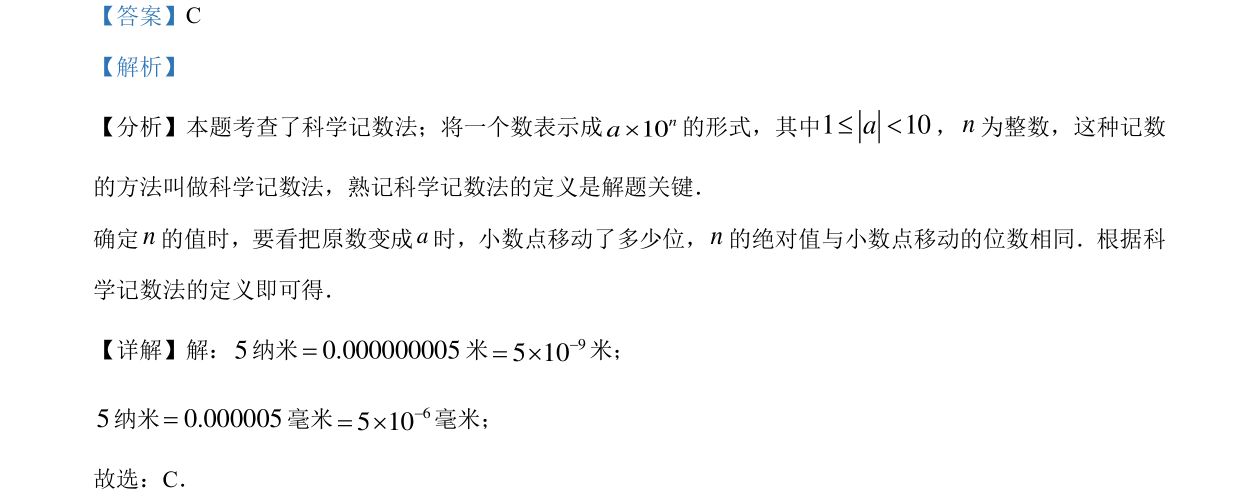 【答案】C
【解析】
【分析】本题考查了科学记数法；将一个数表示成 a×10ⁿ 的形式，其中1≤|a|<10，n 为整数，这种记数
的方法叫做科学记数法，熟记科学记数法的定义是解题关键．
确定 n 的值时，要看把原数变成 a 时，小数点移动了多少位，n 的绝对值与小数点移动的位数相同．根据科
学记数法的定义即可得．
【详解】解：5纳米=0.000000005米=5×10⁻⁹米；
5纳米=0.000005毫米=5×10⁻⁶毫米；
故选：C．